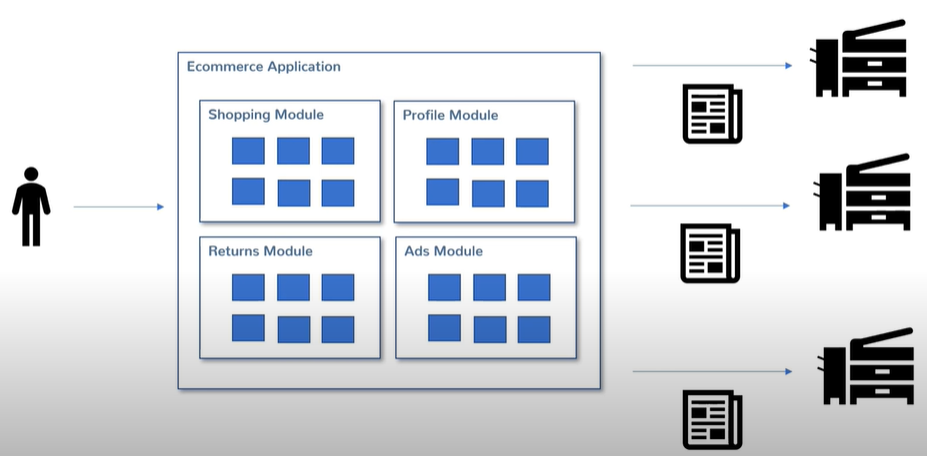 Ecommerce Application
Shopping Module
Profile Module
Returns Module
Ads Module